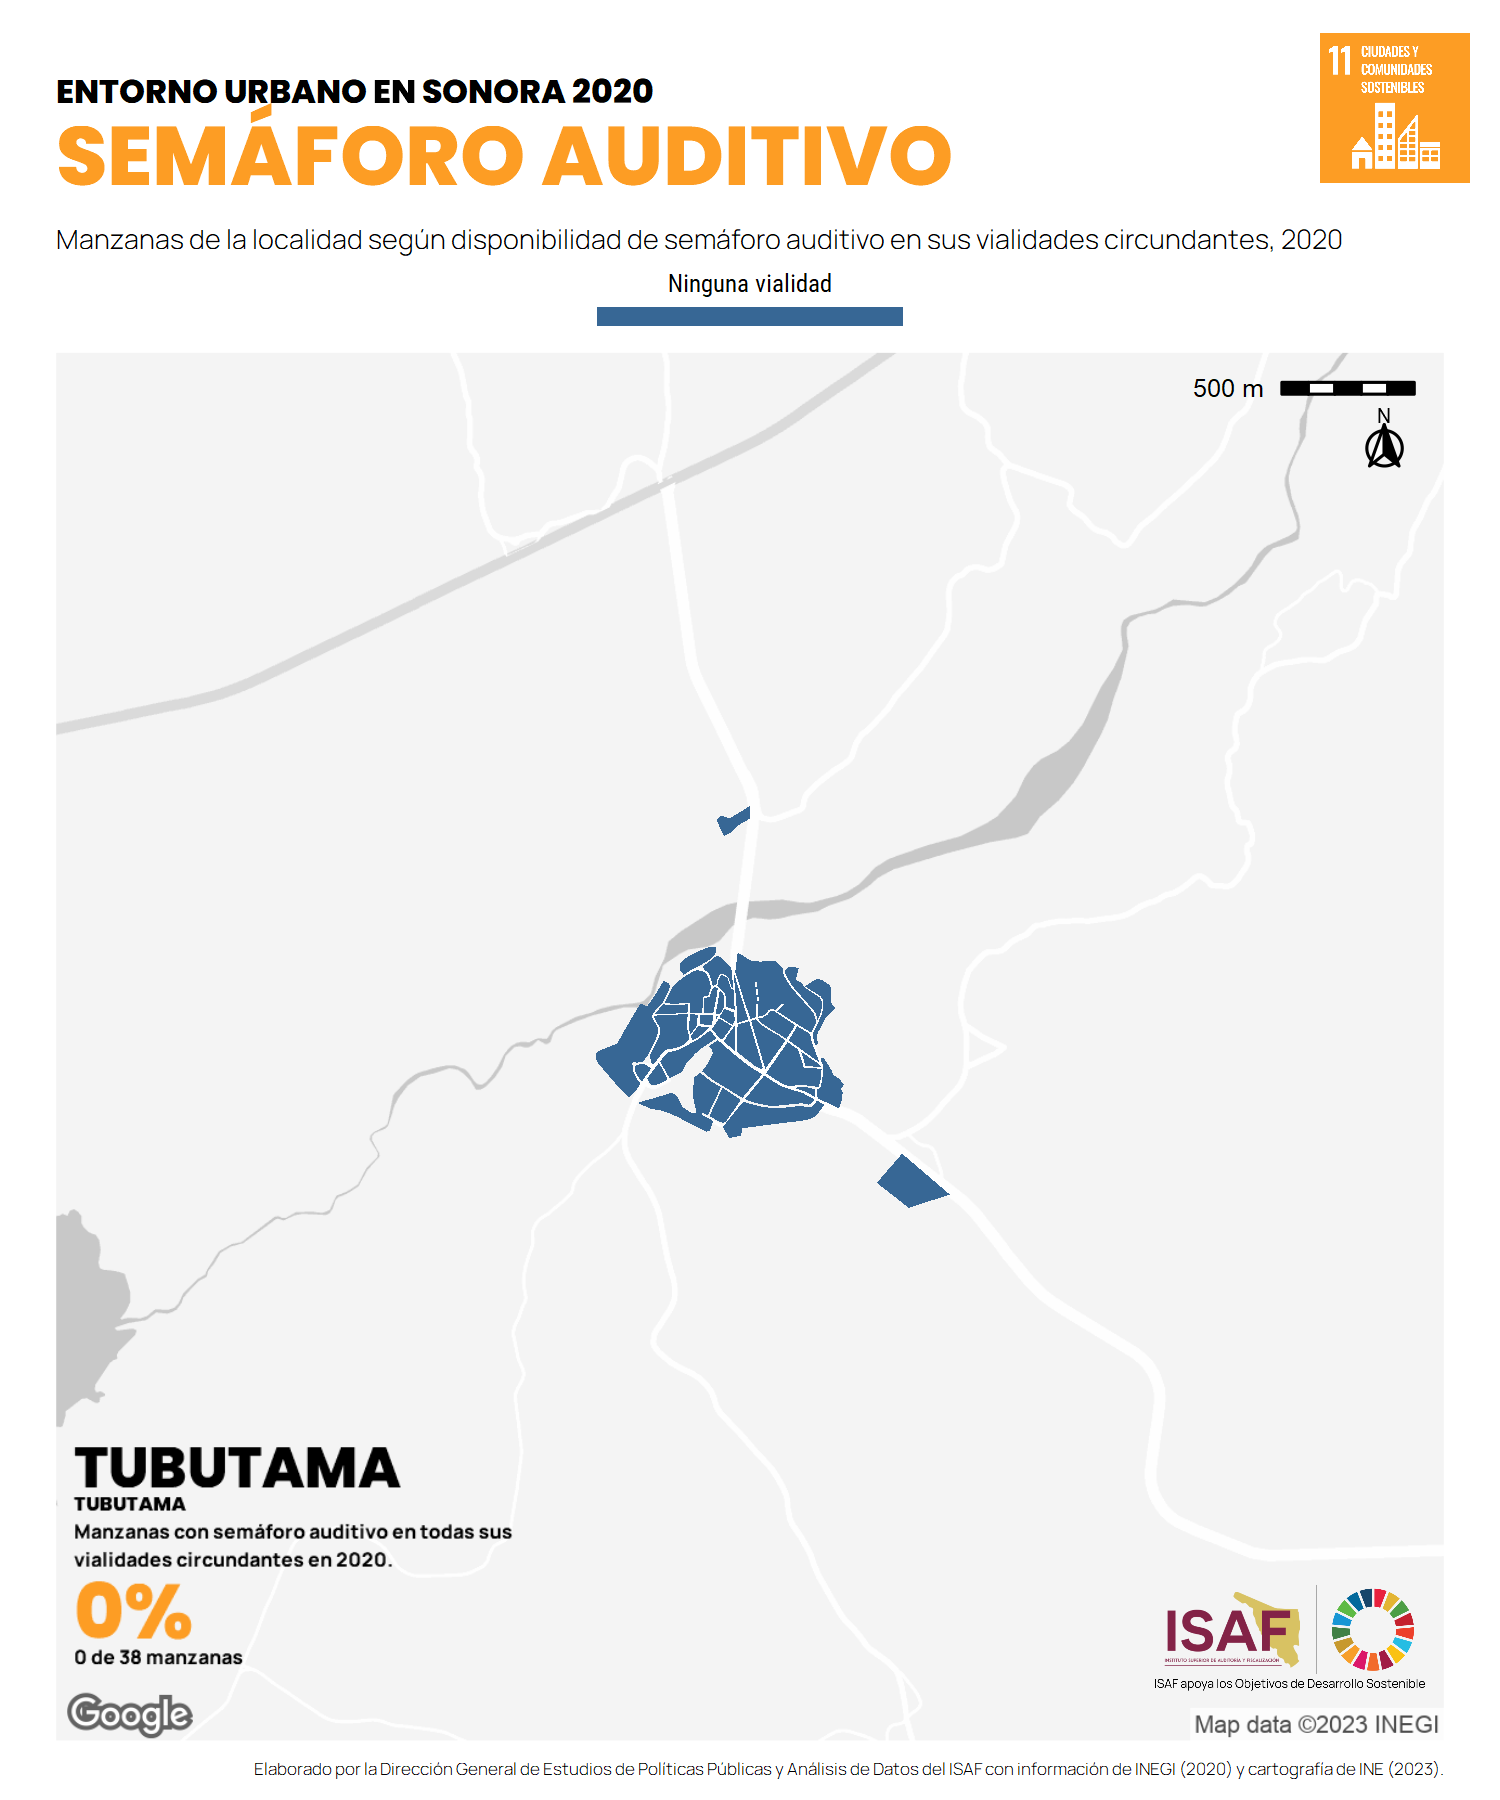 ENTORNO URBANO EN SONORA 2020
SEMÁFORO AUDITIVO
11 CIUDADES Y
COMUNIDADES
SOSTENIBLES
Manzanas de la localidad según disponibilidad de semáforo auditivo en sus vialidades circundantes, 2020
Ninguna vialidad
500 m
N
TUBUTAMA
TUBUTAMA
Manzanas con semáforo auditivo en todas sus
vialidades circundantes en 2020.
0%
0 de 38 manzanas
Google
ISAF
INSTITUTO SUPERIOR DE AUDITORÍA Y FISCALIZACIÓN
ISAF apoya los Objetivos de Desarrollo Sostenible
Map data ©2023 INEGI
Elaborado por la Dirección General de Estudios de Políticas Públicas y Análisis de Datos del ISAF con información de INEGI (2020) y cartografía de INE (2023).